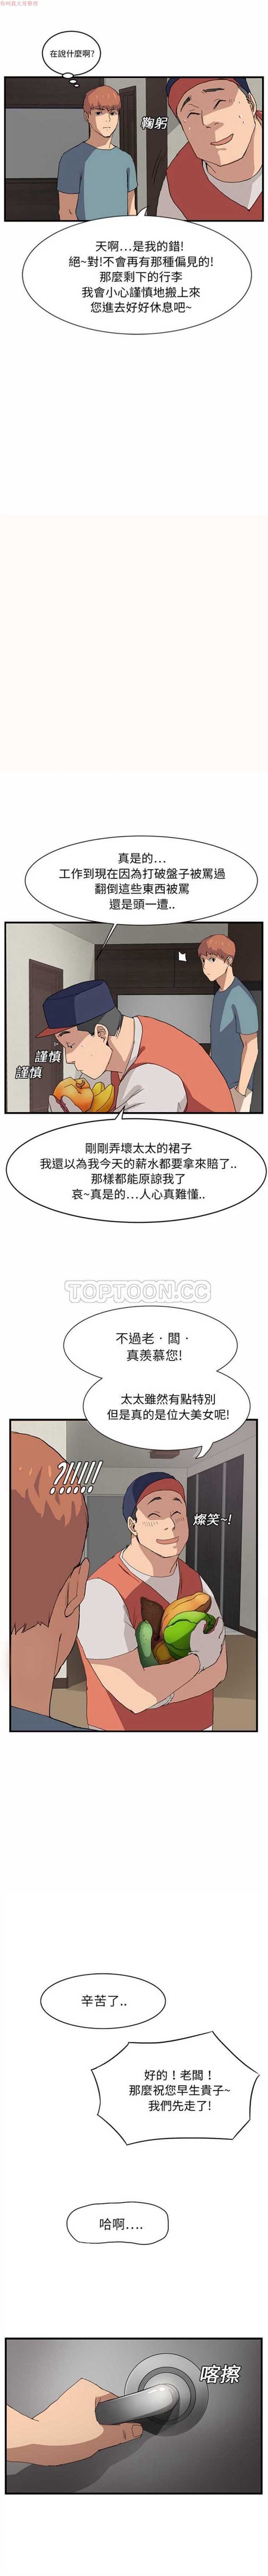 在說什麼啊?
鞠躬
天啊...是我的錯!
絕~對!不會再有那種偏見的!
那麼剩下的行李
我會小心謹慎地搬上來
您進去好好休息吧~
真是的...
工作到現在因為打破盤子被罵過
翻倒這些東西被罵
還是頭一遭..
謹慎
謹慎
剛剛弄壞太太的裙子
我還以為我今天的薪水都要拿來賠了..
那樣都能原諒我了
哀~真是的...人心真難懂..
TOPTOON.CC
不過老·闆·
真羨慕您!
太太雖然有點特別
但是真的是位大美女呢!
?!!!!!!
燦笑~!
辛苦了..
好的！老闆！
那麼祝您早生貴子~
我們先走了!
哈啊....
喀擦